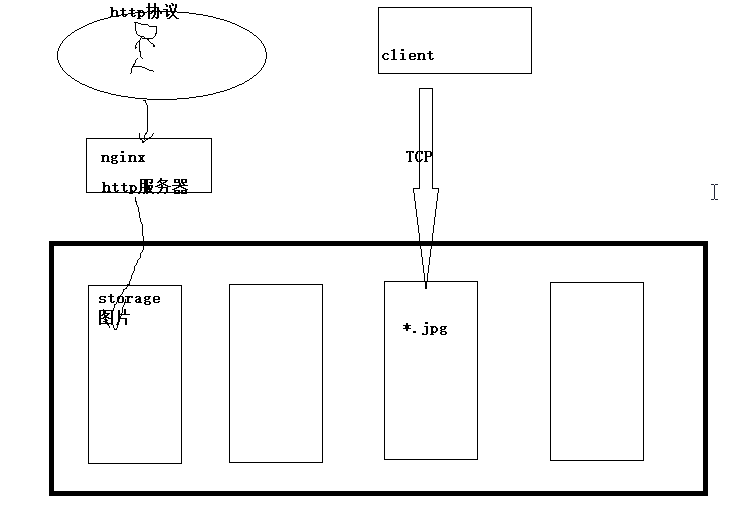 http协议
client
nginx
http服务器
TCP
storage
图片
*.jpg